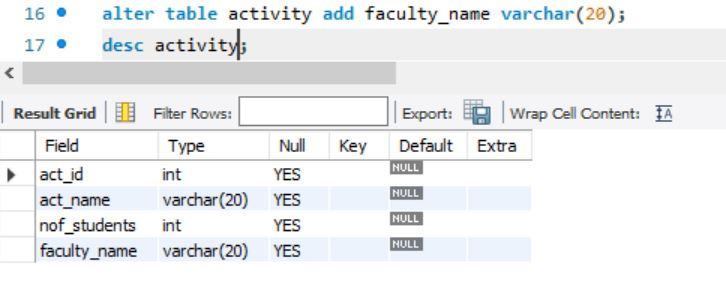 16 alter table activity add faculty_name varchar(20);
17 desc activity;
Result Grid Filter Rows: Export: Wrap Cell Content: IA
Field Type Null Key Default Extra
act_id int YES NULL
act_name varchar(20) YES NULL
nof_students int YES NULL
faculty_name varchar(20) YES NULL